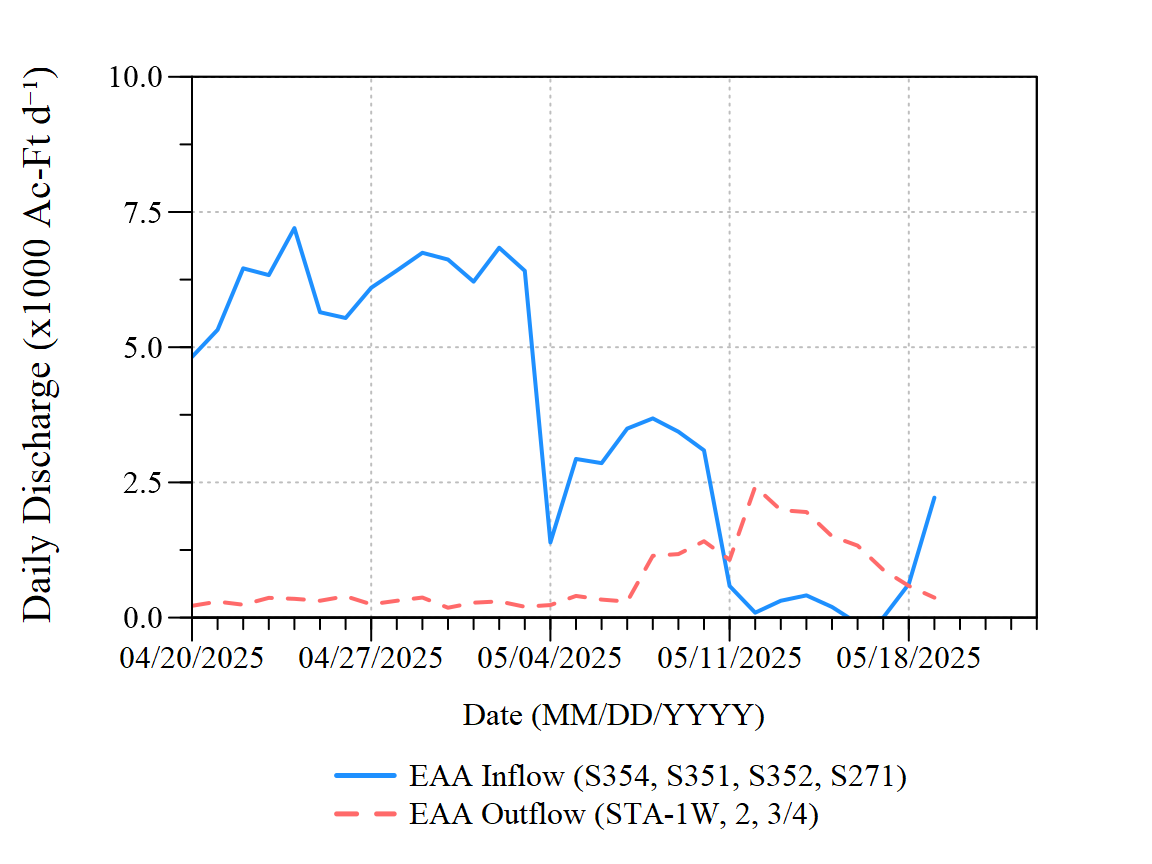 Daily Discharge (x1000 Ac-Ft d⁻¹)
10.0
7.5
5.0
2.5
0.0
04/20/2025 04/27/2025 05/04/2025 05/11/2025 05/18/2025
Date (MM/DD/YYYY)
EAA Inflow (S354, S351, S352, S271)
EAA Outflow (STA-1W, 2, 3/4)